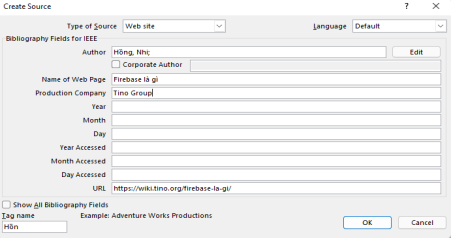 Create Source
? ×
Type of Source Web site Language Default
Bibliography Fields for IEEE
Author Hồng, Nhi; Edit
Corporate Author
Name of Web Page Firebase là gì
Production Company Tino Group
Year
Month
Day
Year Accessed
Month Accessed
Day Accessed
URL https://wiki.tino.org/firebase-la-gi/
Show All Bibliography Fields
Tag name Example: Adventure Works Productions
Hồn OK Cancel